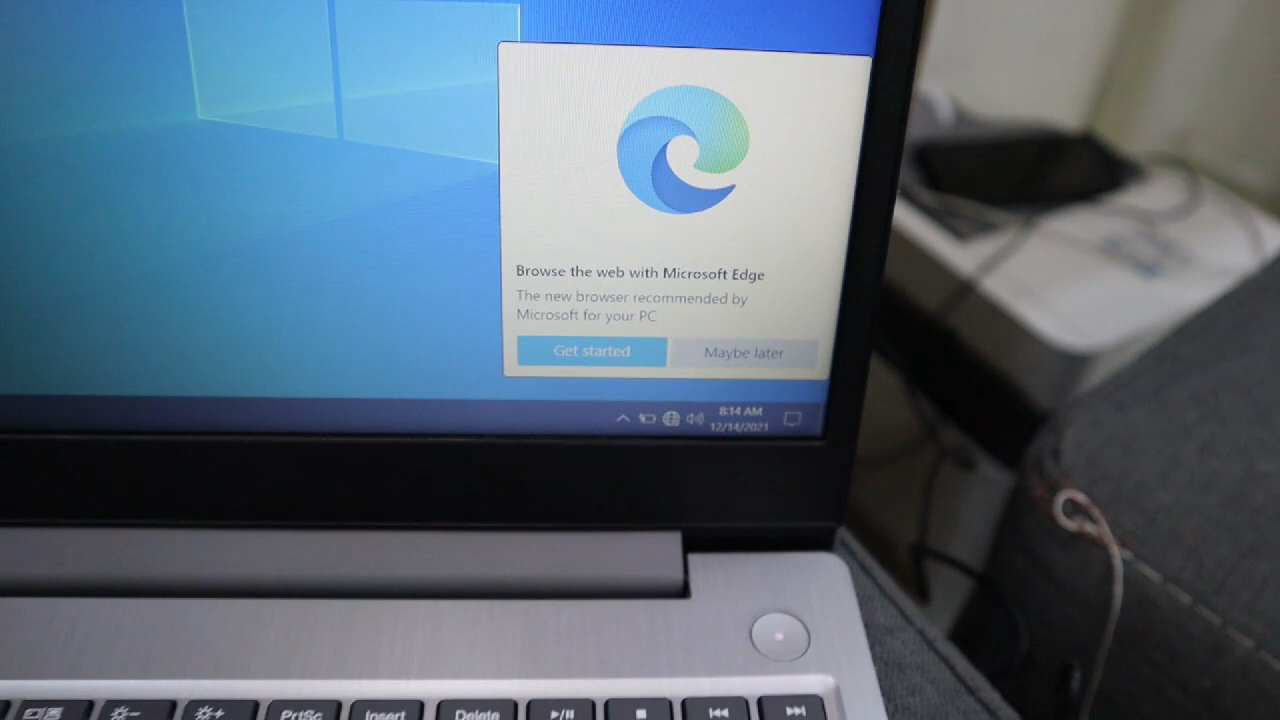 Browse the web with Microsoft Edge
The new browser recommended by
Microsoft for your PC
Get started
Maybe later
8:14 AM
12/14/2021
PrtSc
Insert
Delete